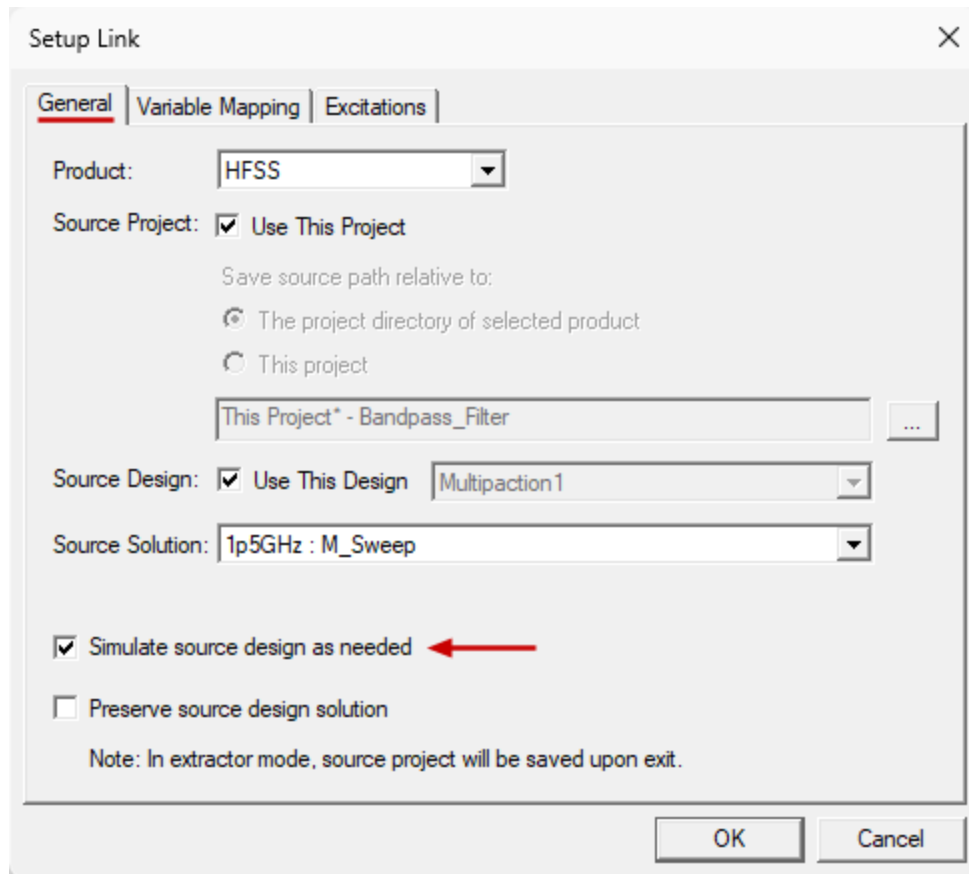 Setup Link
General Variable Mapping Excitations
Product: HFSS
Source Project: Use This Project
Save source path relative to:
The project directory of selected product
This project
This Project* - Bandpass_Filter ...
Source Design: Use This Design Multipaction1
Source Solution: 1p5GHz : M_Sweep
Simulate source design as needed
Preserve source design solution
Note: In extractor mode, source project will be saved upon exit.
OK Cancel